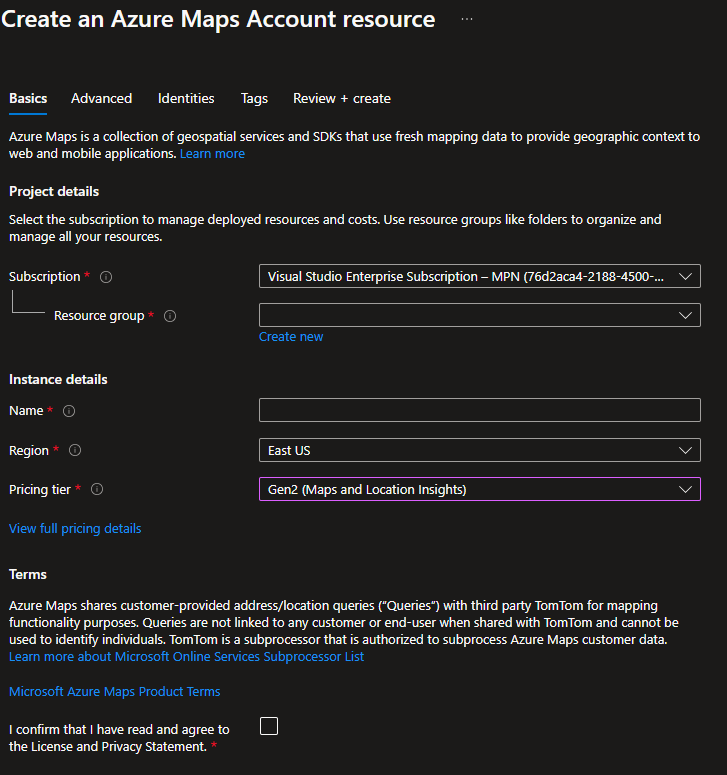 Create an Azure Maps Account resource ...
Basics Advanced Identities Tags Review + create
Azure Maps is a collection of geospatial services and SDKs that use fresh mapping data to provide geographic context to
web and mobile applications. Learn more
Project details
Select the subscription to manage deployed resources and costs. Use resource groups like folders to organize and
manage all your resources.
Subscription * Visual Studio Enterprise Subscription – MPN (76d2aca4-2188-4500-...
Resource group *
Create new
Instance details
Name *
Region * East US
Pricing tier * Gen2 (Maps and Location Insights)
View full pricing details
Terms
Azure Maps shares customer-provided address/location queries (“Queries”) with third party TomTom for mapping
functionality purposes. Queries are not linked to any customer or end-user when shared with TomTom and cannot be
used to identify individuals. TomTom is a subprocessor that is authorized to subprocess Azure Maps customer data.
Learn more about Microsoft Online Services Subprocessor List
Microsoft Azure Maps Product Terms
I confirm that I have read and agree to
the License and Privacy Statement. *